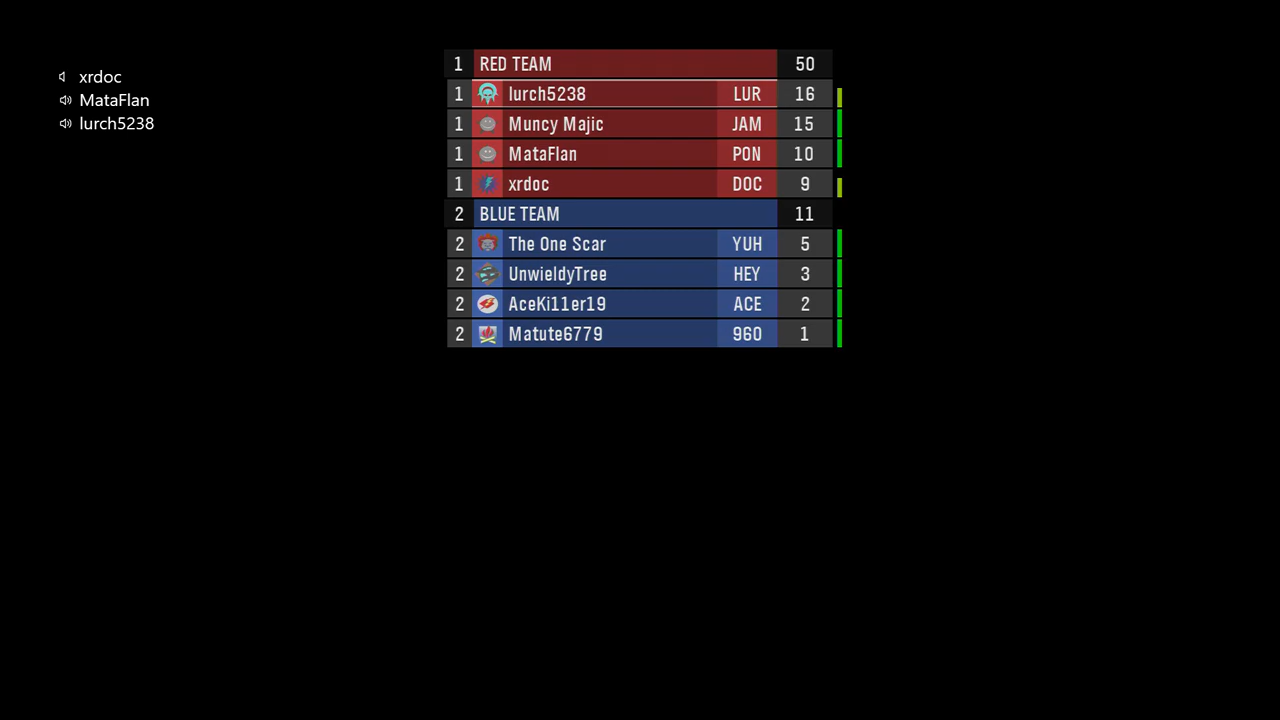 xrdoc
MataFlan
lurch5238
1 RED TEAM 50
1 lurch5238 LUR 16
1 Muncy Majic JAM 15
1 MataFlan PON 10
1 xrdoc DOC 9
2 BLUE TEAM 11
2 The One Scar YUH 5
2 UnwieldyTree HEY 3
2 AceKi11er19 ACE 2
2 Matute6779 960 1